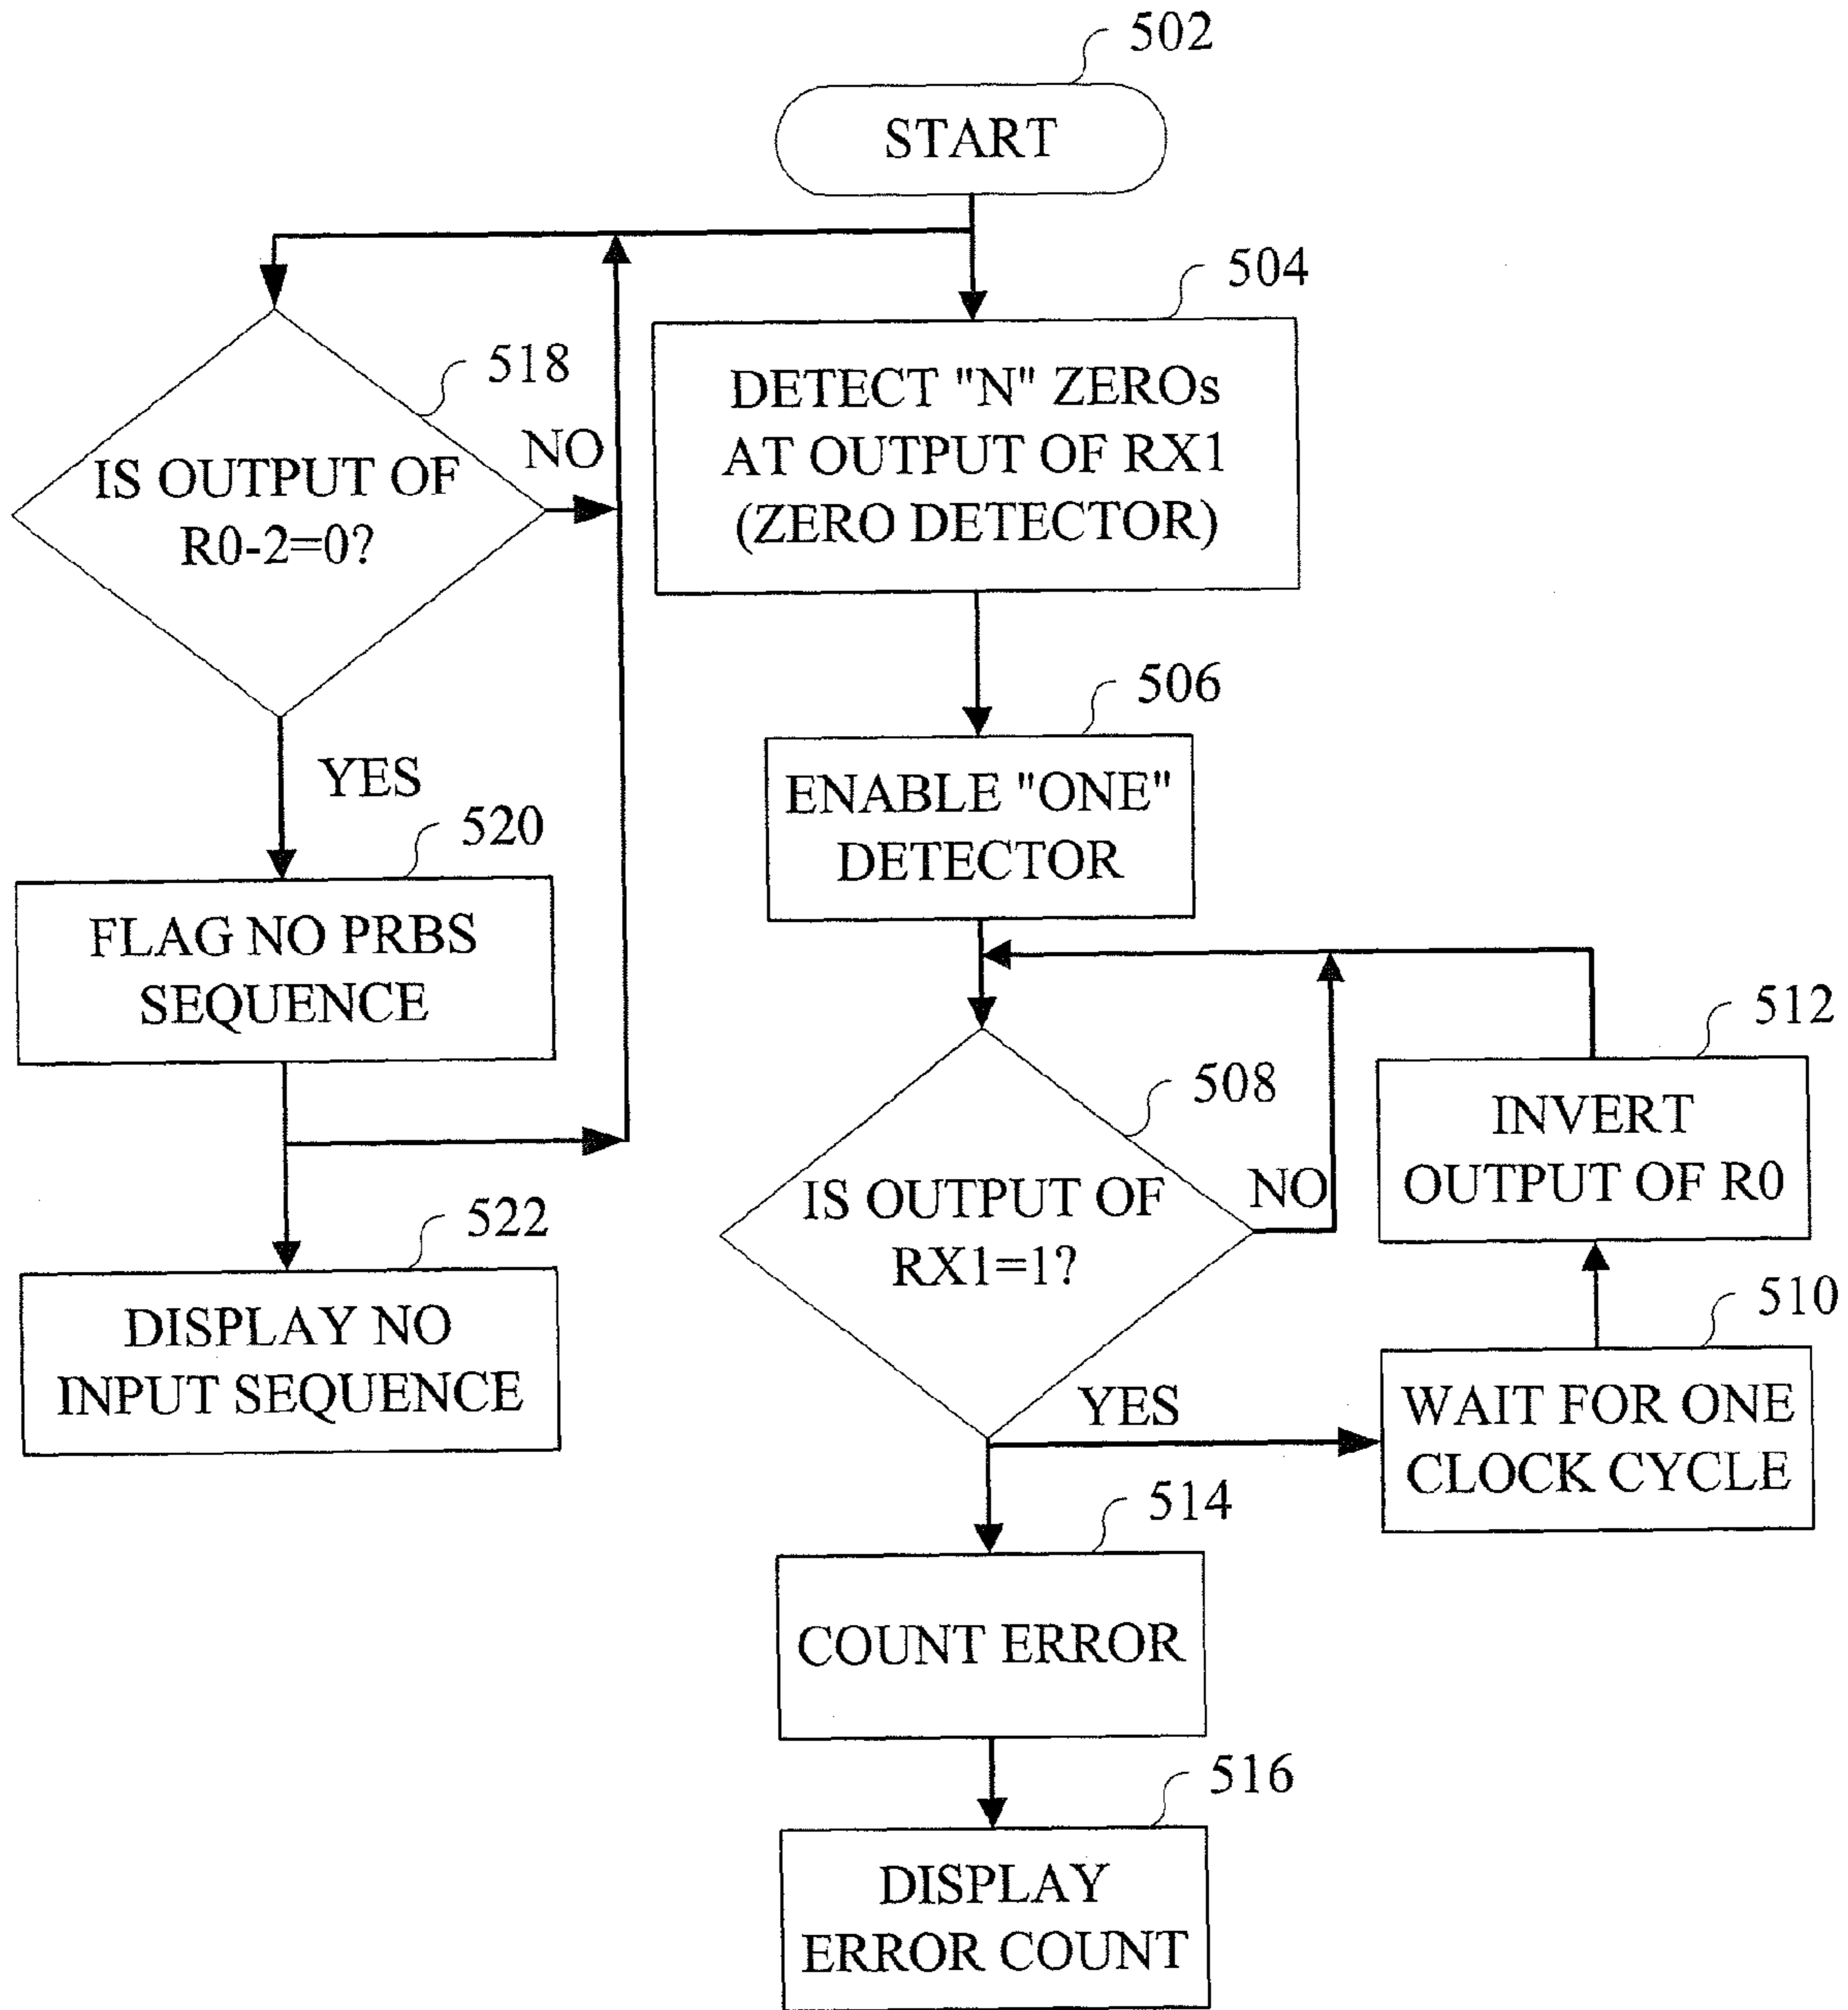 502
START
504
DETECT "N" ZEROs
AT OUTPUT OF RX1
(ZERO DETECTOR)
518
IS OUTPUT OF
R0-2=0?
NO
YES
506
ENABLE "ONE"
DETECTOR
520
FLAG NO PRBS
SEQUENCE
508
IS OUTPUT OF
RX1=1?
NO
YES
512
INVERT
OUTPUT OF R0
522
DISPLAY NO
INPUT SEQUENCE
510
WAIT FOR ONE
CLOCK CYCLE
514
COUNT ERROR
516
DISPLAY
ERROR COUNT